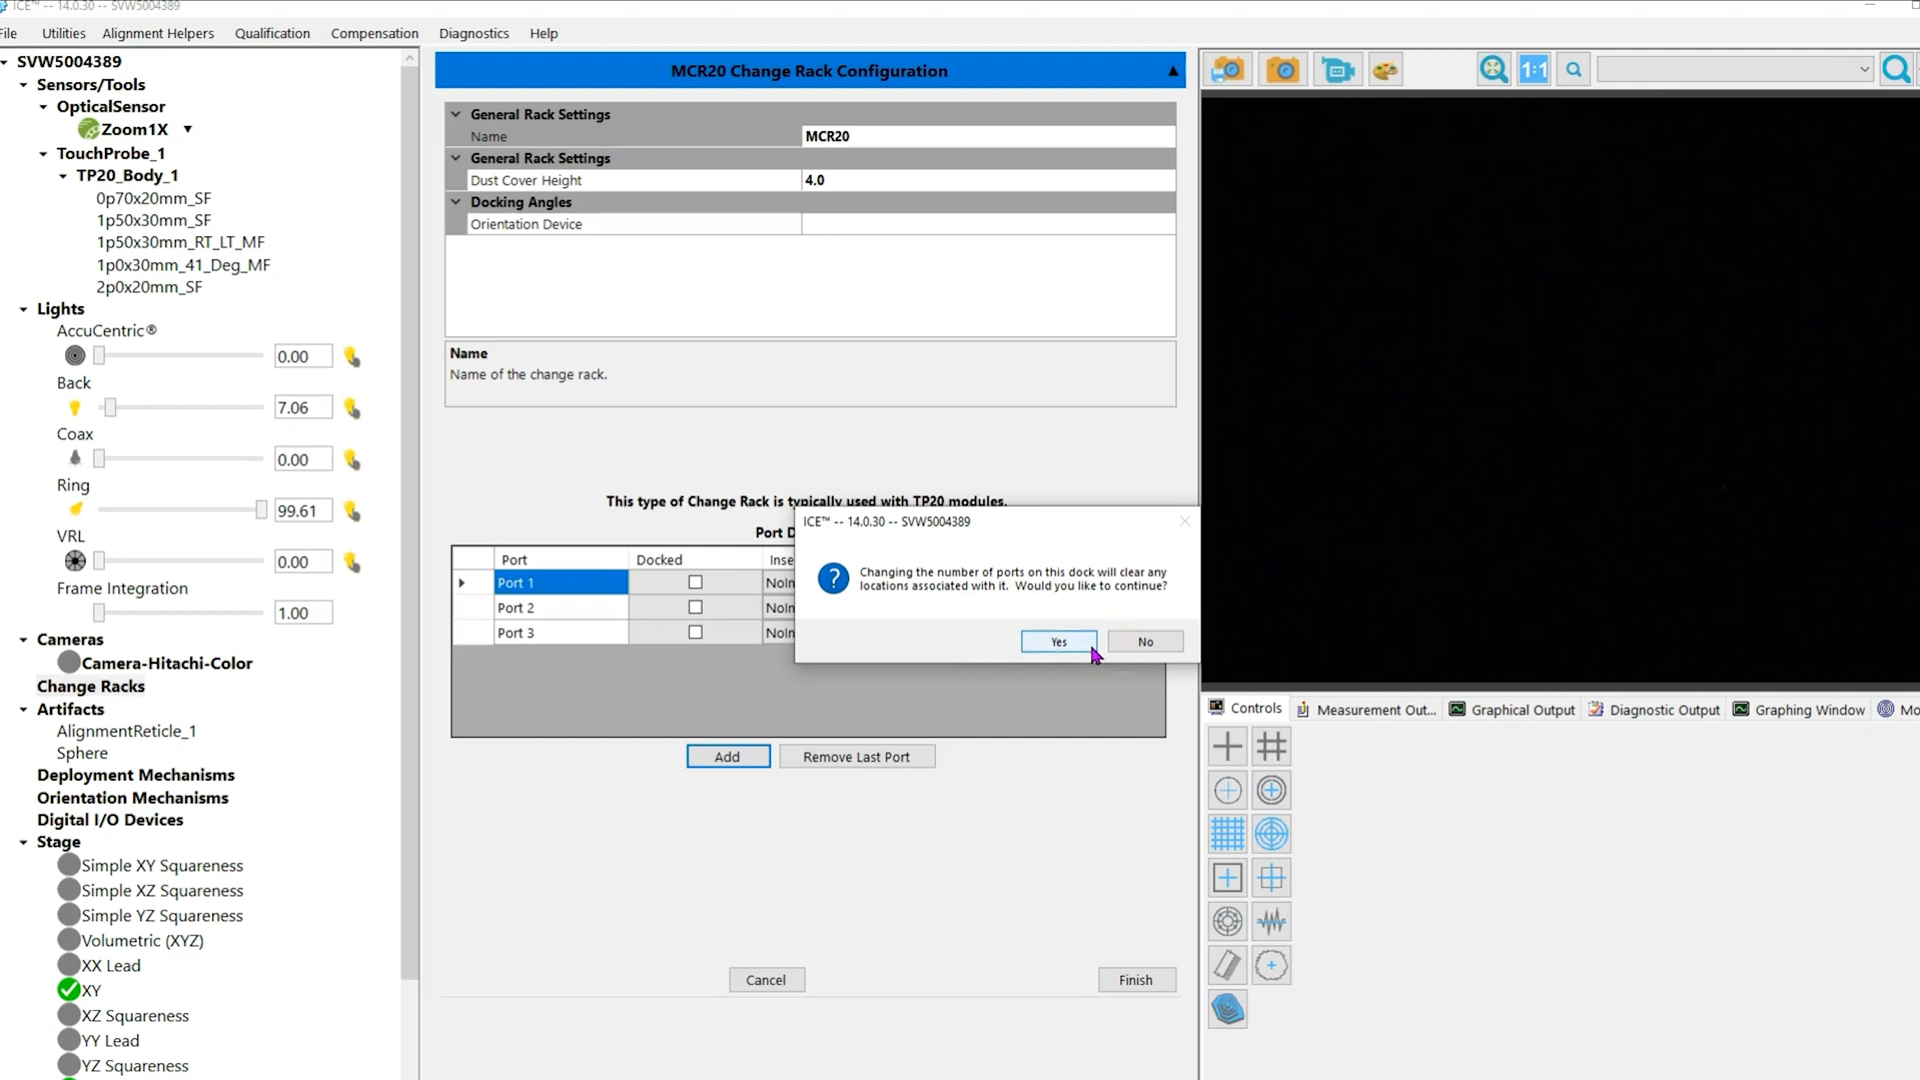 ICE™ -- 14.0.30 -- SVW5004389
File Utilities Alignment Helpers Qualification Compensation Diagnostics Help
SVW5004389
Sensors/Tools
OpticalSensor
Zoom1X
TouchProbe_1
TP20_Body_1
0p70x20mm_SF
1p50x30mm_SF
1p50x30mm_RT_LT_MF
1p0x30mm_41_Deg_MF
2p0x20mm_SF
Lights
AccuCentric®
0.00
Back
7.06
Coax
0.00
Ring
99.61
VRL
0.00
Frame Integration
1.00
Cameras
Camera-Hitachi-Color
Change Racks
Artifacts
AlignmentReticle_1
Sphere
Deployment Mechanisms
Orientation Mechanisms
Digital I/O Devices
Stage
Simple XY Squareness
Simple XZ Squareness
Simple YZ Squareness
Volumetric (XYZ)
XX Lead
XY
XZ Squareness
YY Lead
YZ Squareness
MCR20 Change Rack Configuration
General Rack Settings
Name MCR20
General Rack Settings
Dust Cover Height 4.0
Docking Angles
Orientation Device
Name
Name of the change rack.
This type of Change Rack is typically used with TP20 modules.
Port D
Port Docked Inse
Port 1 NoIn
Port 2 NoIn
Port 3 NoIn
Add Remove Last Port
Cancel Finish
ICE™ -- 14.0.30 -- SVW5004389
Changing the number of ports on this dock will clear any
locations associated with it. Would you like to continue?
Yes No
1:1
Controls Measurement Out... Graphical Output Diagnostic Output Graphing Window Mo